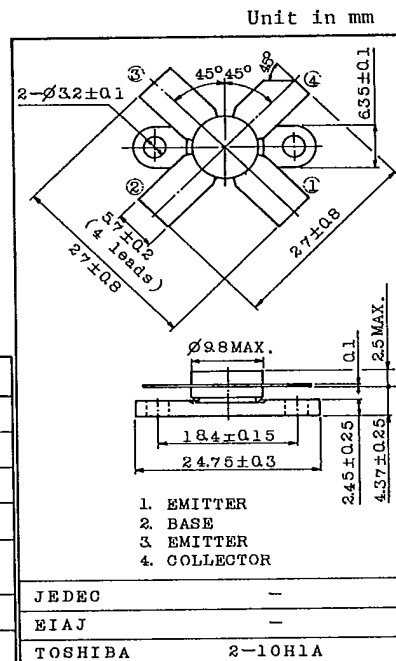 Unit in mm
③ 45° 45° 45° ④
2-Ø3.2±0.1
6.35±0.1
② ①
5.7±0.2
(4 leads)
27±0.8
27±0.8
Ø9.8MAX.
0.1
2.5 MAX.
18.4±0.15
24.75±0.3
2.45±0.25
4.37±0.25
1. EMITTER
2. BASE
3. EMITTER
4. COLLECTOR
JEDEC —
EIAJ —
TOSHIBA 2-10H1A